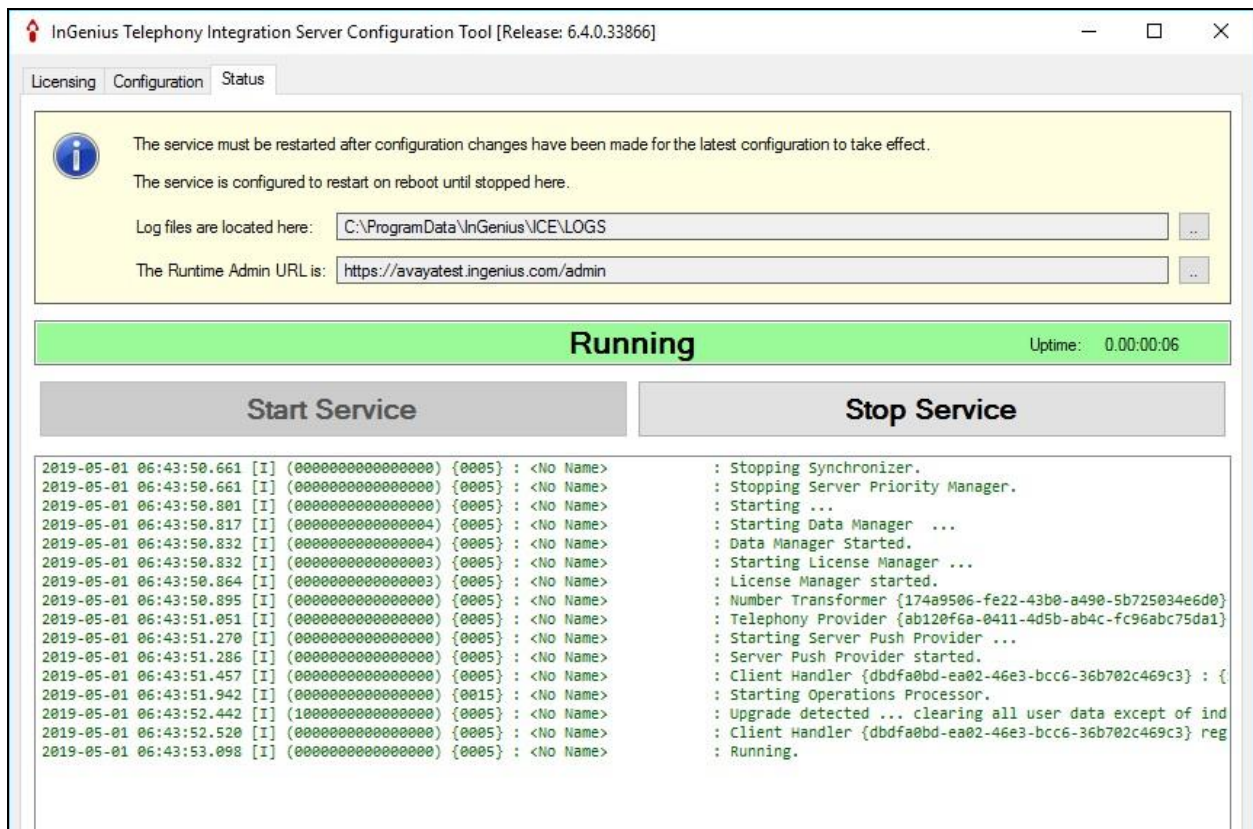 InGenius Telephony Integration Server Configuration Tool [Release: 6.4.0.33866]
Licensing Configuration Status
The service must be restarted after configuration changes have been made for the latest configuration to take effect.
The service is configured to restart on reboot until stopped here.
Log files are located here: C:\ProgramData\InGenius\ICE\LOGS ..
The Runtime Admin URL is: https://avayatest.ingenius.com/admin ..
Running Uptime: 0.00:00:06
Start Service Stop Service
2019-05-01 06:43:50.661 [I] (0000000000000000) {0005} : <No Name> : Stopping Synchronizer.
2019-05-01 06:43:50.661 [I] (0000000000000000) {0005} : <No Name> : Stopping Server Priority Manager.
2019-05-01 06:43:50.801 [I] (0000000000000000) {0005} : <No Name> : Starting ...
2019-05-01 06:43:50.817 [I] (0000000000000004) {0005} : <No Name> : Starting Data Manager ...
2019-05-01 06:43:50.832 [I] (0000000000000004) {0005} : <No Name> : Data Manager Started.
2019-05-01 06:43:50.832 [I] (0000000000000003) {0005} : <No Name> : Starting License Manager ...
2019-05-01 06:43:50.864 [I] (0000000000000003) {0005} : <No Name> : License Manager started.
2019-05-01 06:43:50.895 [I] (0000000000000000) {0005} : <No Name> : Number Transformer {174a9506-fe22-43b0-a490-5b725034e6d0}
2019-05-01 06:43:51.051 [I] (0000000000000000) {0005} : <No Name> : Telephony Provider {ab120f6a-0411-4d5b-ab4c-fc96abc75da1}
2019-05-01 06:43:51.270 [I] (0000000000000000) {0005} : <No Name> : Starting Server Push Provider ...
2019-05-01 06:43:51.286 [I] (0000000000000000) {0005} : <No Name> : Server Push Provider started.
2019-05-01 06:43:51.457 [I] (0000000000000000) {0005} : <No Name> : Client Handler {dbdfa0bd-ea02-46e3-bcc6-36b702c469c3} : {
2019-05-01 06:43:51.942 [I] (0000000000000000) {0015} : <No Name> : Starting Operations Processor.
2019-05-01 06:43:52.442 [I] (1000000000000000) {0005} : <No Name> : Upgrade detected ... clearing all user data except of ind
2019-05-01 06:43:52.520 [I] (0000000000000000) {0005} : <No Name> : Client Handler {dbdfa0bd-ea02-46e3-bcc6-36b702c469c3} reg
2019-05-01 06:43:53.098 [I] (0000000000000000) {0005} : <No Name> : Running.